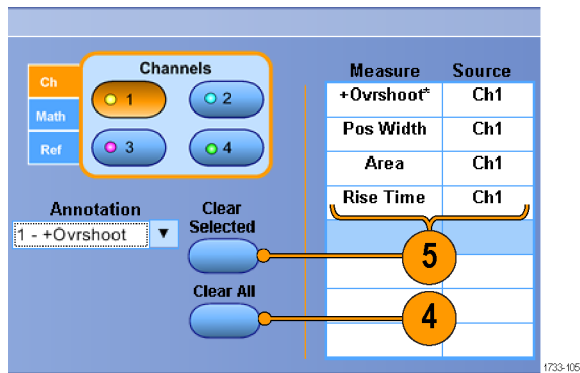 Channels
Ch
Math
Ref
1
2
3
4
Annotation
1 - +Ovrshoot
Clear
Selected
Clear All
Measure Source
+Ovrshoot* Ch1
Pos Width Ch1
Area Ch1
Rise Time Ch1
5
4
1733-105